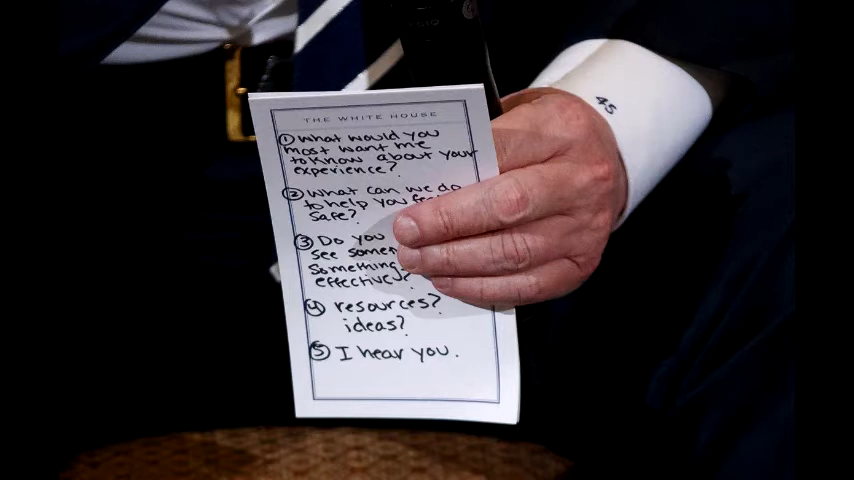 45
THE WHITE HOUSE
① What would you
most want me
to know about your
experience?
② What can we do
to help you
safe?
③ Do you
see
Something
effective?
④ resources?
ideas?
⑤ I hear you.